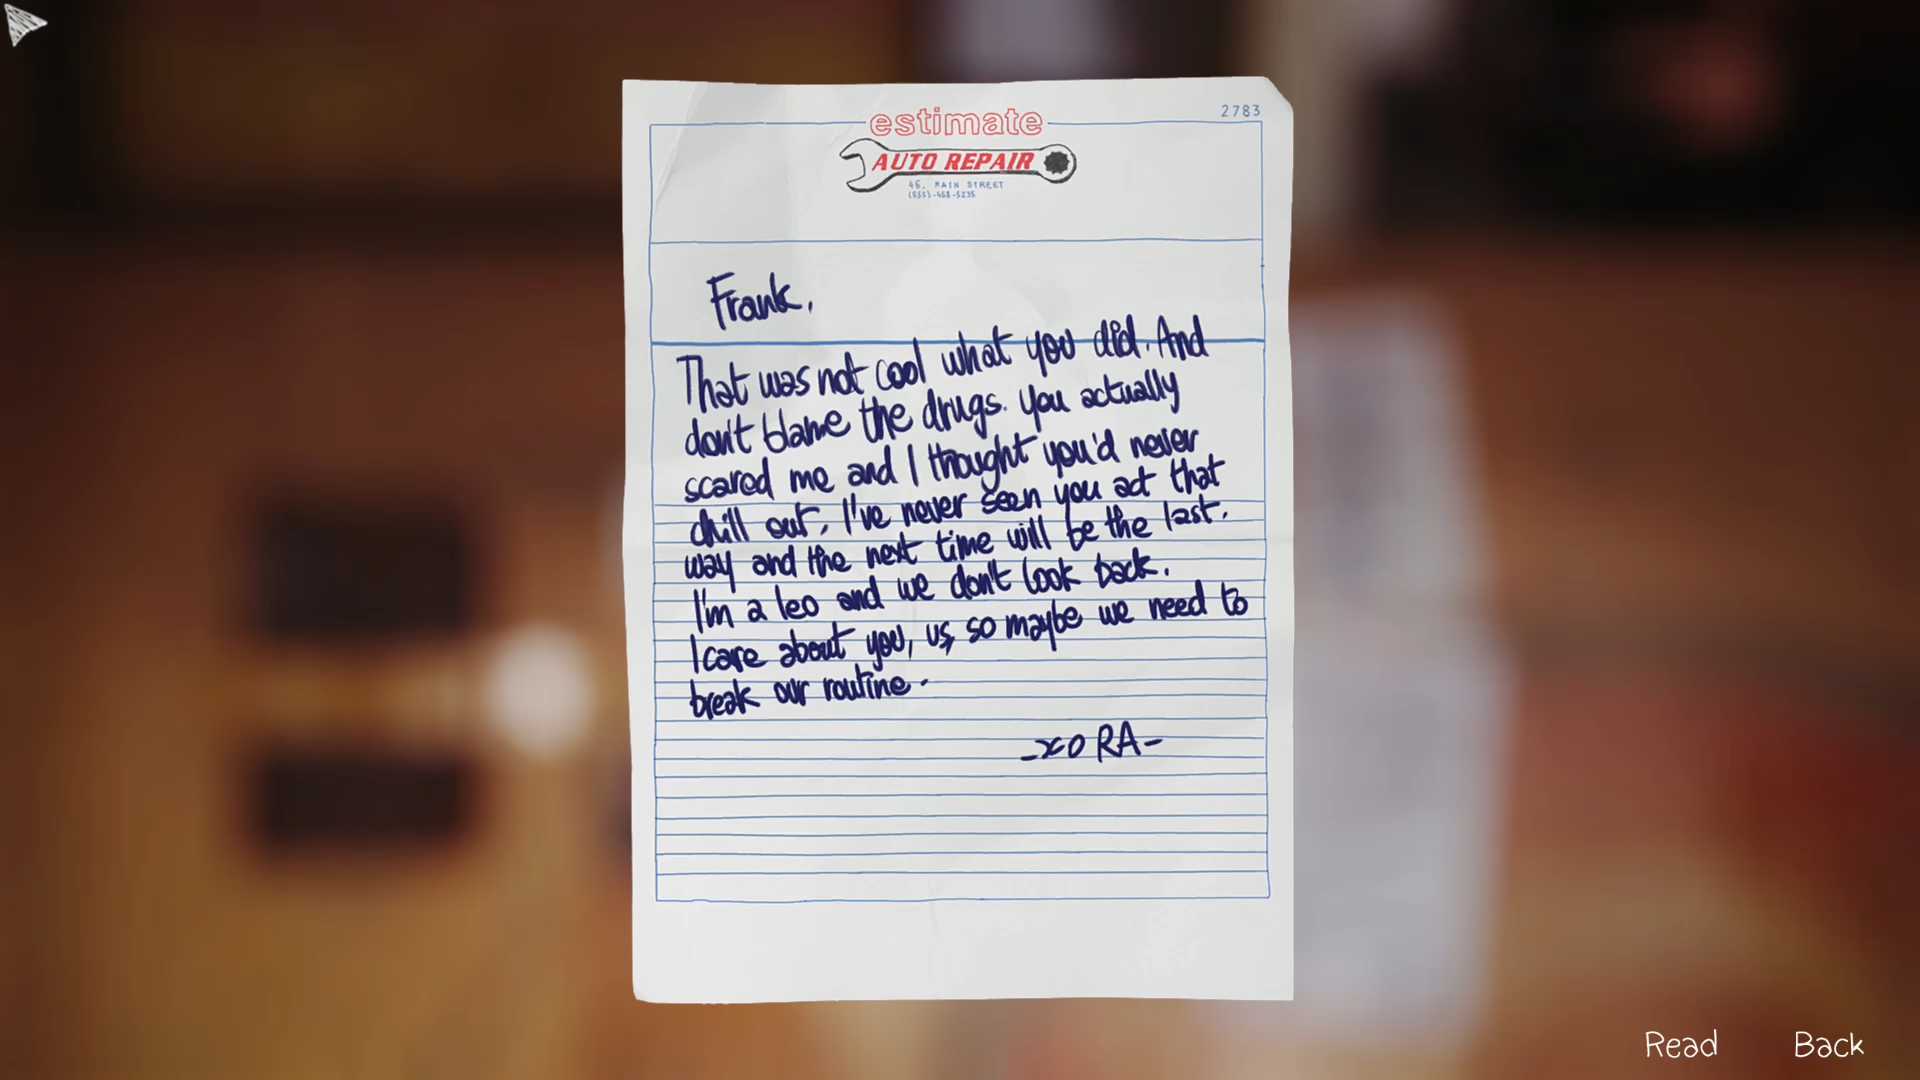 2783
estimate
AUTO REPAIR
45, MAIN STREET
(555)-468-5235
Frank,
That was not cool what you did. And
don't blame the drugs. You actually
scared me and I thought you'd never
chill out. I've never seen you act that
way and the next time will be the last.
I'm a leo and we don't look back.
I care about you, us, so maybe we need to
break our routine.
-xo RA-
Read Back